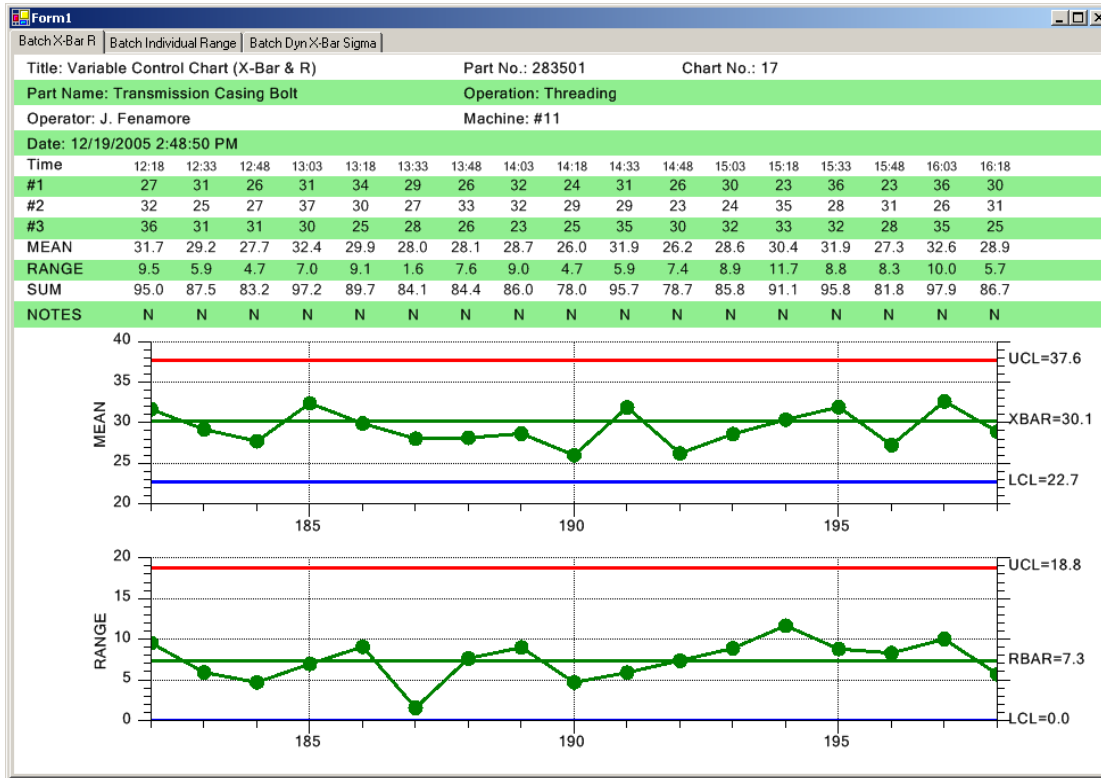 Form1
Batch X-Bar R Batch Individual Range Batch Dyn X-Bar Sigma
Title: Variable Control Chart (X-Bar & R) Part No.: 283501 Chart No.: 17
Part Name: Transmission Casing Bolt Operation: Threading
Operator: J. Fenamore Machine: #11
Date: 12/19/2005 2:48:50 PM
Time 12:18 12:33 12:48 13:03 13:18 13:33 13:48 14:03 14:18 14:33 14:48 15:03 15:18 15:33 15:48 16:03 16:18
#1 27 31 26 31 34 29 26 32 24 31 26 30 23 36 23 36 30
#2 32 25 27 37 30 27 33 32 29 29 23 24 35 28 31 26 31
#3 36 31 31 30 25 28 26 23 25 35 30 32 33 32 28 35 25
MEAN 31.7 29.2 27.7 32.4 29.9 28.0 28.1 28.7 26.0 31.9 26.2 28.6 30.4 31.9 27.3 32.6 28.9
RANGE 9.5 5.9 4.7 7.0 9.1 1.6 7.6 9.0 4.7 5.9 7.4 8.9 11.7 8.8 8.3 10.0 5.7
SUM 95.0 87.5 83.2 97.2 89.7 84.1 84.4 86.0 78.0 95.7 78.7 85.8 91.1 95.8 81.8 97.9 86.7
NOTES N N N N N N N N N N N N N N N N N
40
UCL=37.6
35
MEAN
30
XBAR=30.1
25
LCL=22.7
20
185 190 195
20
UCL=18.8
15
RANGE
10
RBAR=7.3
5
0
LCL=0.0
185 190 195